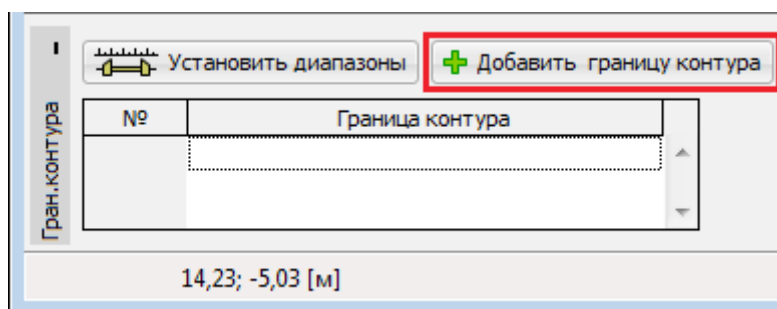 Установить диапазоны
Добавить границу контура
Гран.контура
№ Граница контура
14,23; -5,03 [м]